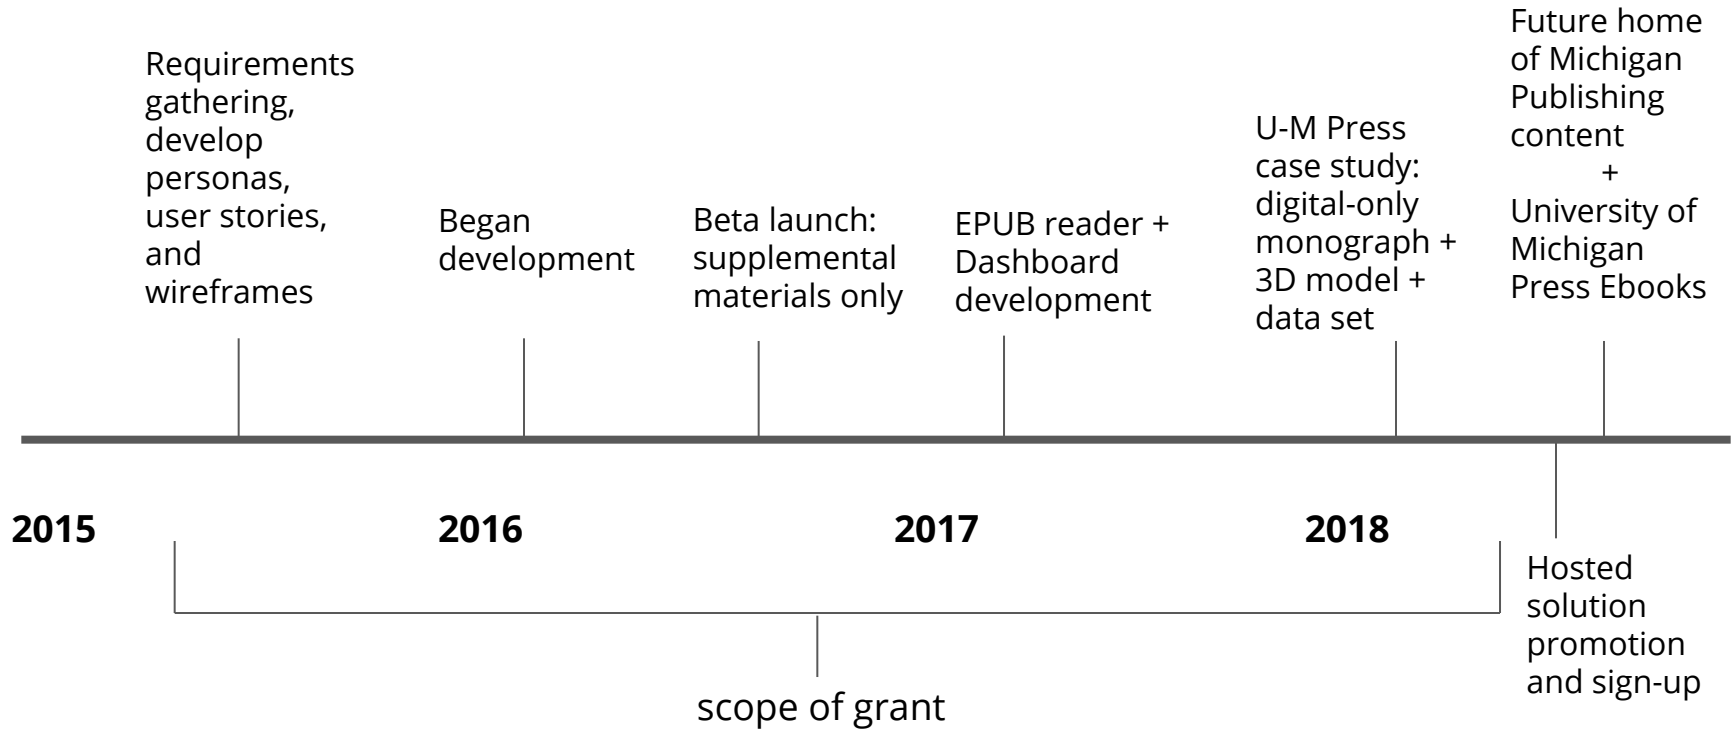 Requirements
gathering,
develop
personas,
user stories,
and
wireframes
Began
development
Beta launch:
supplemental
materials only
EPUB reader +
Dashboard
development
U-M Press
case study:
digital-only
monograph +
3D model +
data set
Future home
of Michigan
Publishing
content
+
University of
Michigan
Press Ebooks
2015
2016
2017
2018
Hosted
solution
promotion
and sign-up
scope of grant